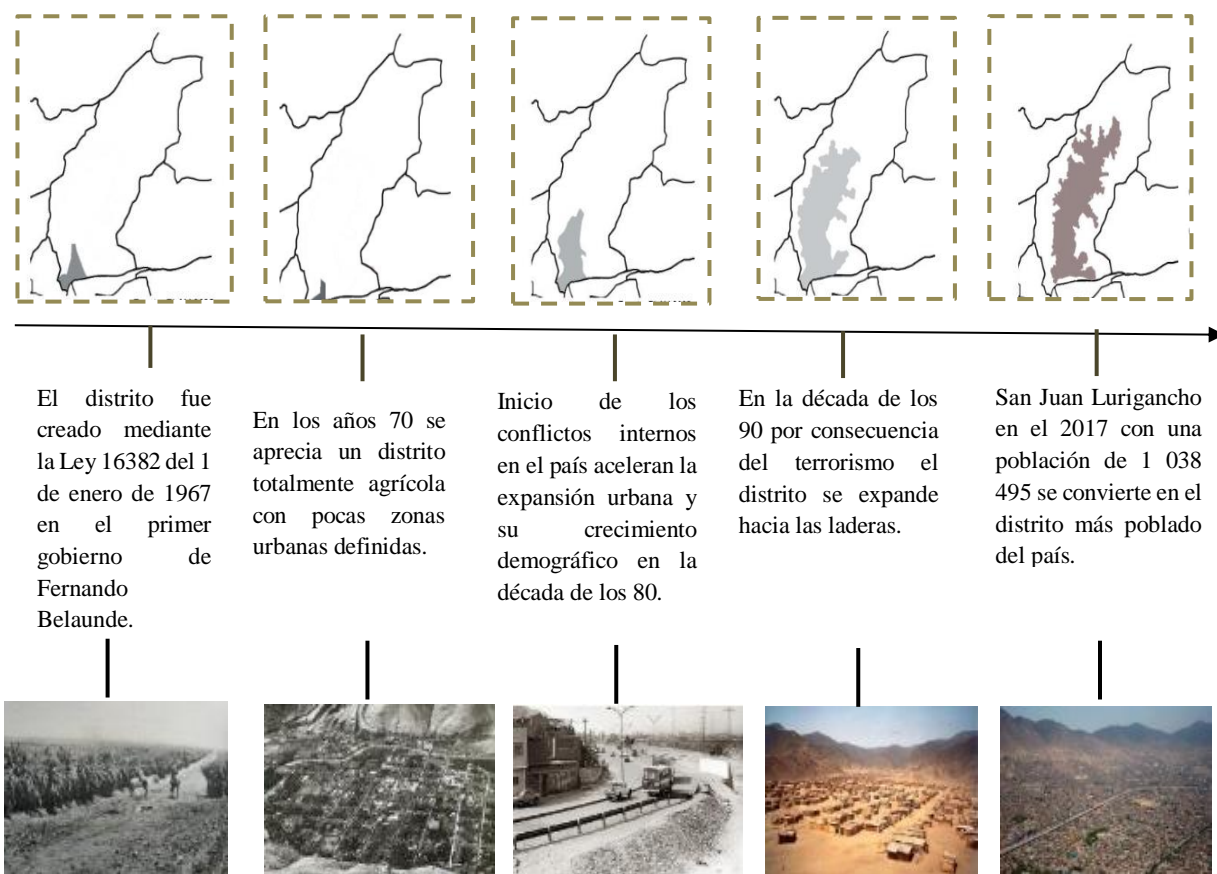 El distrito fue
creado mediante
la Ley 16382 del 1
de enero de 1967
en el primer
gobierno de
Fernando
Belaunde.
En los años 70 se
aprecia un distrito
totalmente agrícola
con pocas zonas
urbanas definidas.
Inicio de los
conflictos internos
en el país aceleran la
expansión urbana y
su crecimiento
demográfico en la
década de los 80.
En la década de los
90 por consecuencia
del terrorismo el
distrito se expande
hacia las laderas.
San Juan Lurigancho
en el 2017 con una
población de 1 038
495 se convierte en el
distrito más poblado
del país.